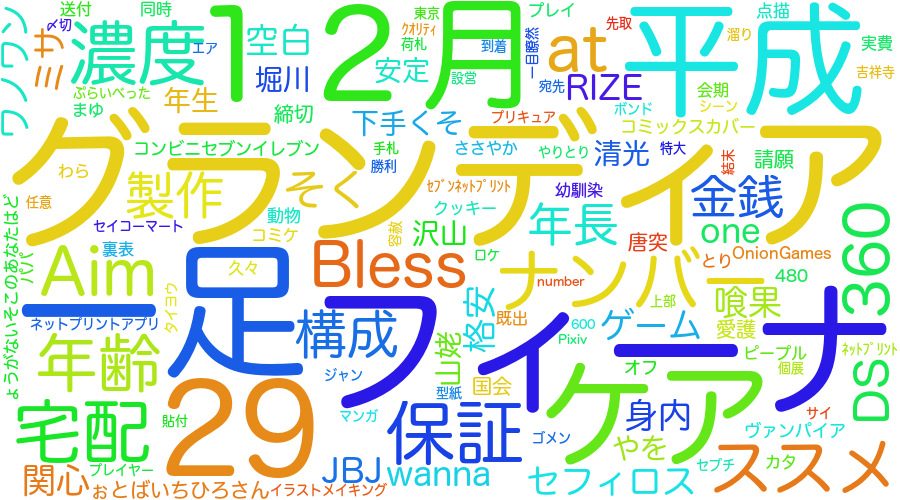 送付
同時
東京
プレイ
点描
〆切
エア
クオリティ
荷札
先取
溜り
実費
ワノワン
ミサ
濃度
12月
空白
到着
一目瞭然
at
平成
吉祥寺
堀川
安定
設営
宛先
RIZE
会期
シーン
ぷらいべった
まゆ
年生
締切
下手くそ
プリキュア
ボンド
コミックスカバー
グランディア
コンビニセブンイレブン
手札
ささやか
やりとり
清光
特大
結末
請願
わら
製作
そく
勝利
セブンネットプリント
幼馴染
金銭
任意
セイコーマート
動物
コミケ
容赦
クッキー
沢山
年長
唐突
one
裏表
パパ
Aim
久々
Bless
ロケ
ナンバー
とり
OnionGames
360
ょうがないそこのあなたはど
タイヨウ
足
number
480
上部
喰果
ネットプリントアプリ
一
構成
山姥
格安
既出
600
Pixiv
ゲーム
愛護
フィーナ
ネットプリント
年齢
ジャン
国会
オフ
ピープル
個展
DS
宅配
29
貼付
マンガ
保証
型紙
ゴメン
ケアア
身内
サイ
ヴァンパイア
やを
関心
プレイヤー
JBJ
wanna
セフィロス
セプチ
カタ
ススメ
ぉとばいちひろさん
イラストメイキング